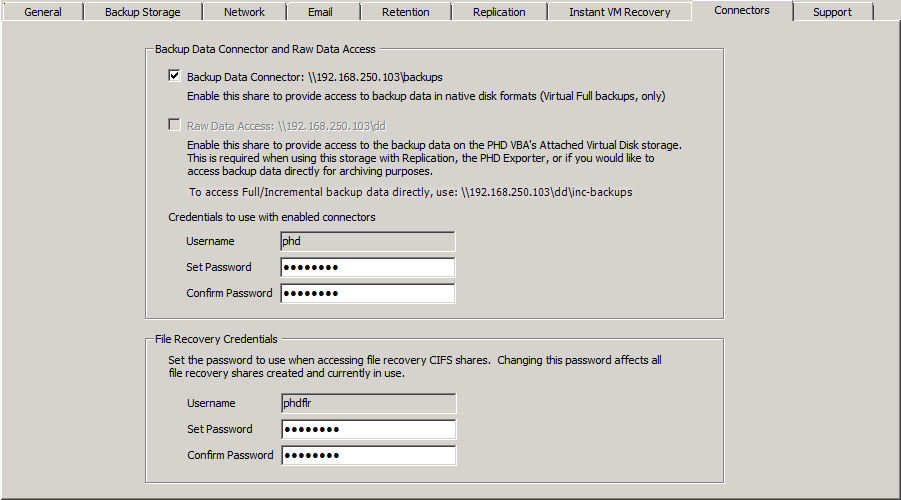 General Backup Storage Network Email Retention Replication Instant VM Recovery Connectors Support
Backup Data Connector and Raw Data Access
Backup Data Connector: \\192.168.250.103\backups
Enable this share to provide access to backup data in native disk formats (Virtual Full backups, only)
Raw Data Access: \\192.168.250.103\dd
Enable this share to provide access to the backup data on the PHD VBA's Attached Virtual Disk storage.
This is required when using this storage with Replication, the PHD Exporter, or if you would like to
access backup data directly for archiving purposes.
To access Full/Incremental backup data directly, use: \\192.168.250.103\dd\inc-backups
Credentials to use with enabled connectors
Username phd
Set Password ●●●●●●●●
Confirm Password ●●●●●●●●
File Recovery Credentials
Set the password to use when accessing file recovery CIFS shares.  Changing this password affects all
file recovery shares created and currently in use.
Username phdflr
Set Password ●●●●●●●●
Confirm Password ●●●●●●●●